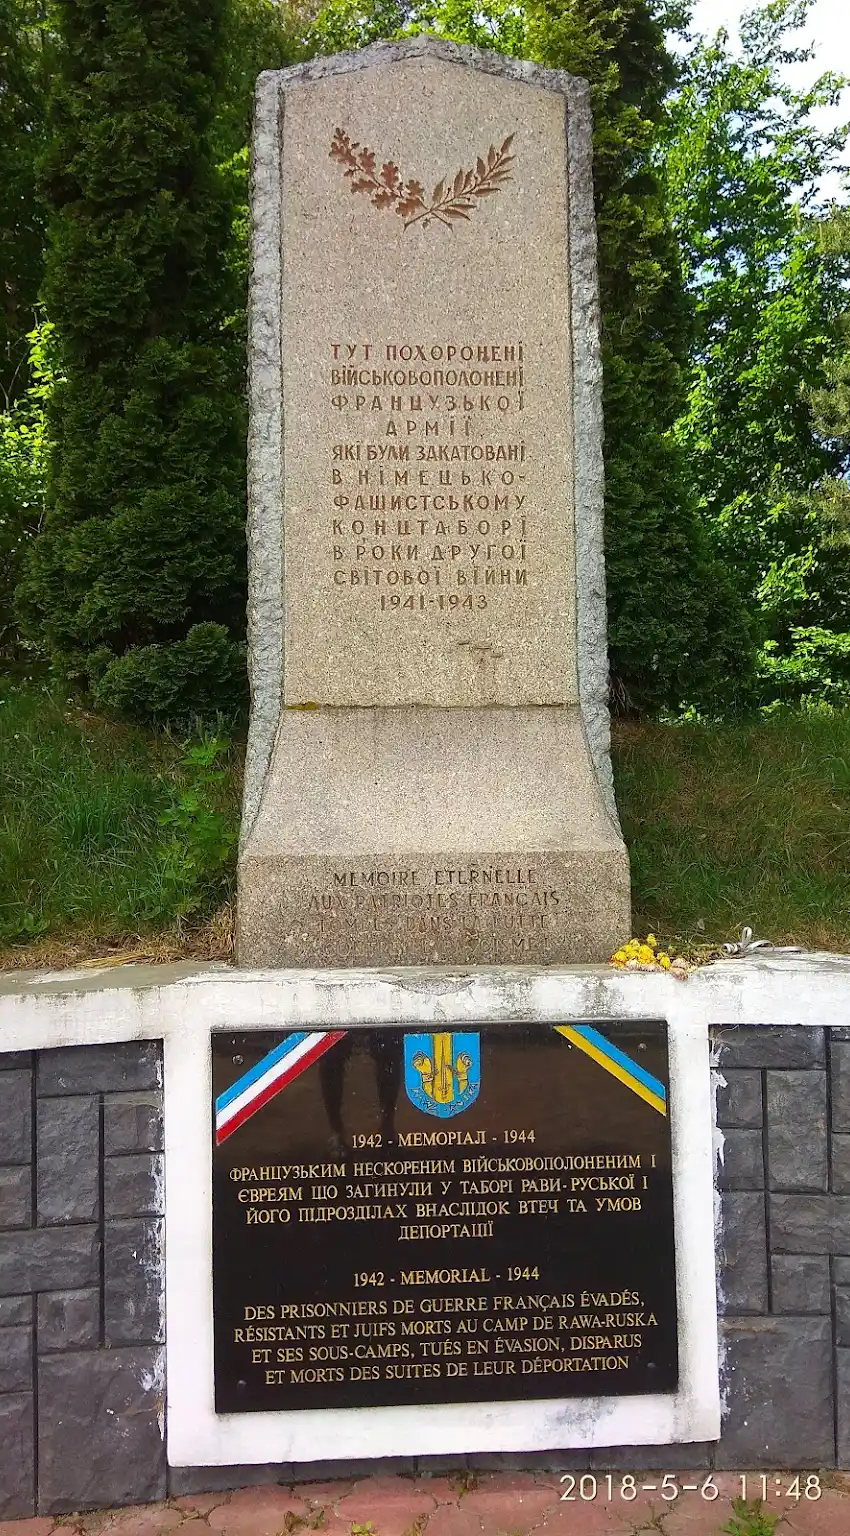 ТУТ ПОХОРОНЕНІ
ВІЙСЬКОВОПОЛОНЕНІ
ФРАНЦУЗЬКОЇ
АРМІЇ
ЯКІ БУЛИ ЗАКАТОВАНІ
В НІМЕЦЬКО-
ФАШИСТСЬКОМУ
КОНЦТАБОРІ
В РОКИ ДРУГОЇ
СВІТОВОЇ ВІЙНИ
1941-1943
MEMOIRE ETERNELLE
AUX PATRIOTES FRANÇAIS
DANS LA LUTTE
1942 - МЕМОРІАЛ - 1944
ФРАНЦУЗЬКИМ НЕСКОРЕНИМ ВІЙСЬКОВОПОЛОНЕНИМ І
ЄВРЕЯМ ЩО ЗАГИНУЛИ У ТАБОРІ РАВИ-РУСЬКОЇ І
ЙОГО ПІДРОЗДІЛАХ ВНАСЛІДОК ВТЕЧ ТА УМОВ
ДЕПОРТАЦІЇ
1942 - MEMORIAL - 1944
DES PRISONNIERS DE GUERRE FRANÇAIS ÉVADÉS,
RÉSISTANTS ET JUIFS MORTS AU CAMP DE RAWA-RUSKA
ET SES SOUS-CAMPS, TUÉS EN ÉVASION, DISPARUS
ET MORTS DES SUITES DE LEUR DÉPORTATION
2018-5-6 11:48